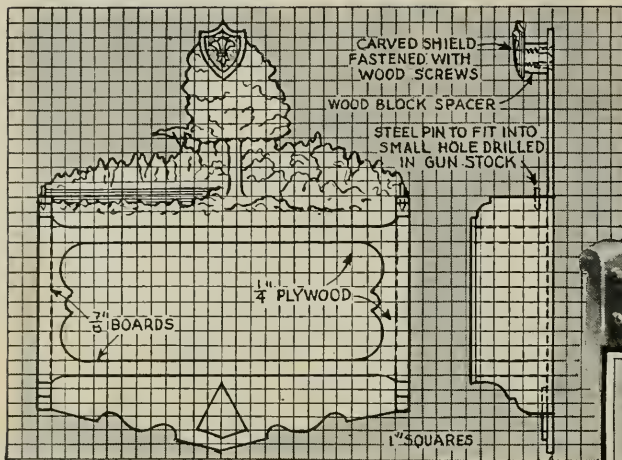 CARVED SHIELD
FASTENED WITH
WOOD SCREWS
WOOD BLOCK SPACER
STEEL PIN TO FIT INTO
SMALL HOLE DRILLED
IN GUN STOCK
1/4" PLYWOOD
7/8" BOARDS
1" SQUARES